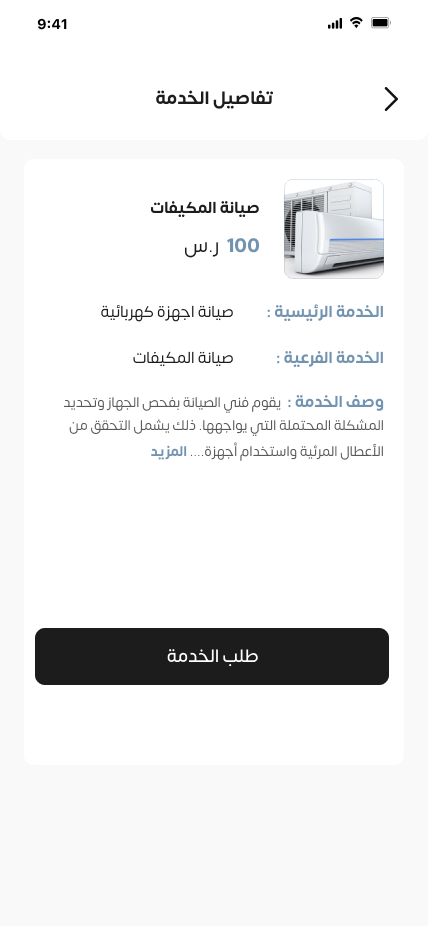 9:41
تفاصيل الخدمة
صيانة المكيفات
100 ر.س
الخدمة الرئيسية : صيانة اجهزة كهربائية
الخدمة الفرعية : صيانة المكيفات
وصف الخدمة : يقوم فني الصيانة بفحص الجهاز وتحديد
المشكلة المحتملة التي يواجهها. ذلك يشمل التحقق من
الأعطال المرئية واستخدام أجهزة.... المزيد
طلب الخدمة